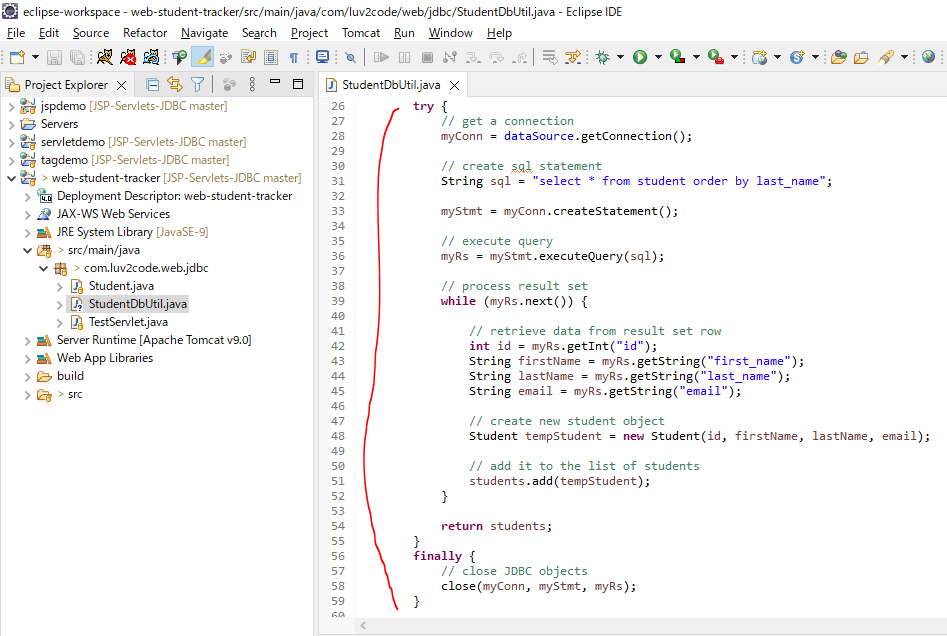 eclipse-workspace - web-student-tracker/src/main/java/com/luv2code/web/jdbc/StudentDbUtil.java - Eclipse IDE
File Edit Source Refactor Navigate Search Project Tomcat Run Window Help
Project Explorer
jspdemo [JSP-Servlets-JDBC master]
Servers
servletdemo [JSP-Servlets-JDBC master]
tagdemo [JSP-Servlets-JDBC master]
> web-student-tracker [JSP-Servlets-JDBC master]
Deployment Descriptor: web-student-tracker
JAX-WS Web Services
JRE System Library [JavaSE-9]
> src/main/java
> com.luv2code.web.jdbc
Student.java
StudentDbUtil.java
TestServlet.java
Server Runtime [Apache Tomcat v9.0]
Web App Libraries
build
> src
StudentDbUtil.java
26 try {
27 // get a connection
28 myConn = dataSource.getConnection();
29
30 // create sql statement
31 String sql = "select * from student order by last_name";
32
33 myStmt = myConn.createStatement();
34
35 // execute query
36 myRs = myStmt.executeQuery(sql);
37
38 // process result set
39 while (myRs.next()) {
40
41 // retrieve data from result set row
42 int id = myRs.getInt("id");
43 String firstName = myRs.getString("first_name");
44 String lastName = myRs.getString("last_name");
45 String email = myRs.getString("email");
46
47 // create new student object
48 Student tempStudent = new Student(id, firstName, lastName, email);
49
50 // add it to the list of students
51 students.add(tempStudent);
52 }
53
54 return students;
55 }
56 finally {
57 // close JDBC objects
58 close(myConn, myStmt, myRs);
59 }
60